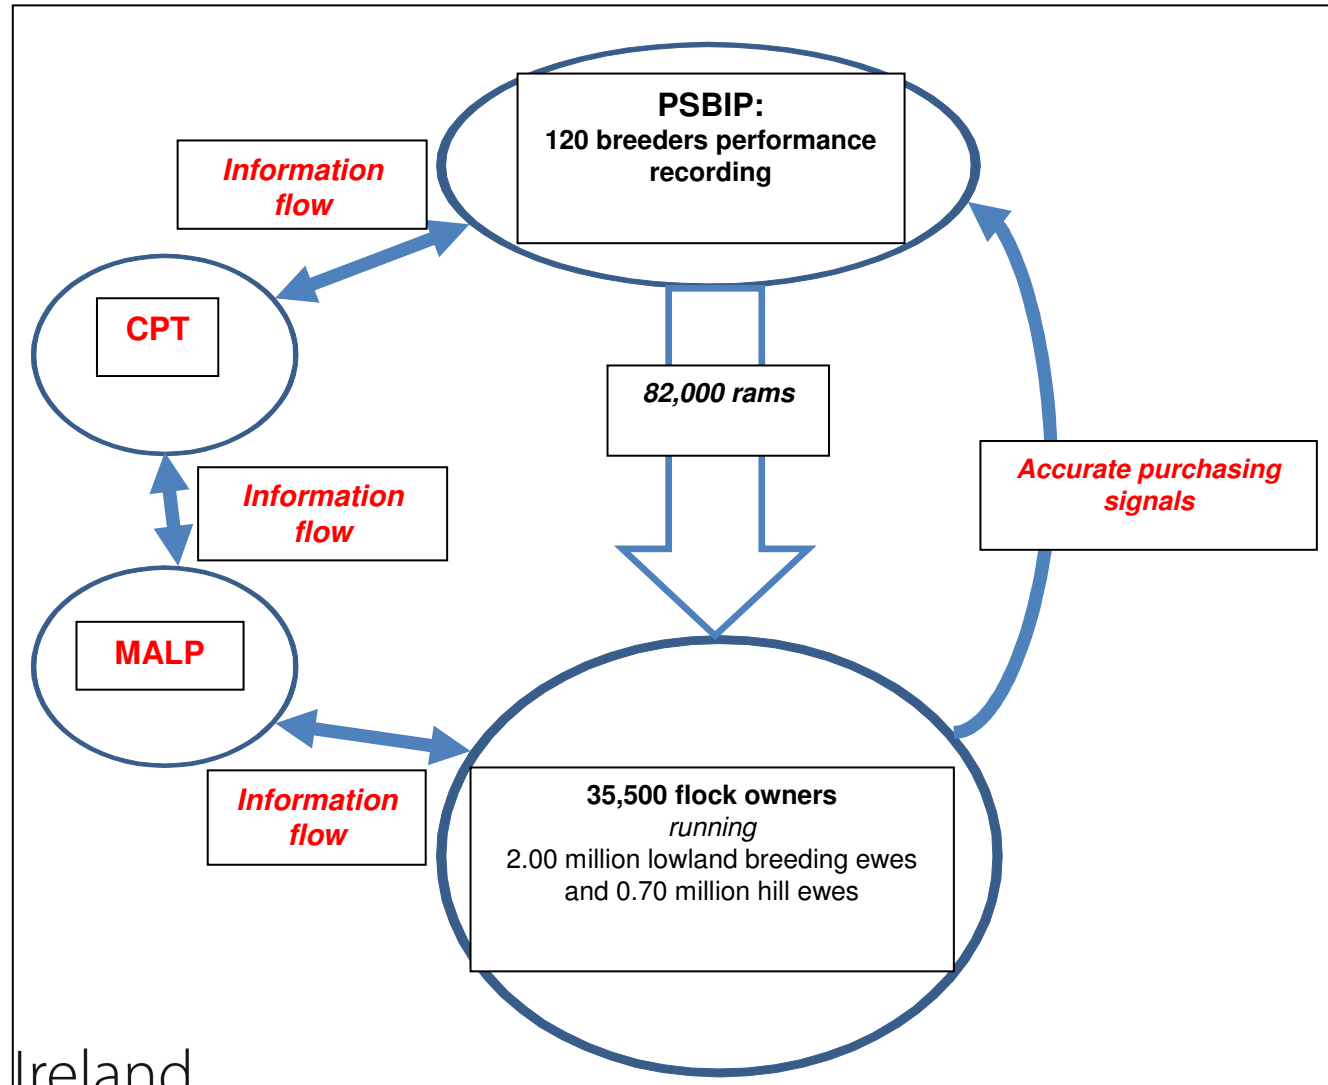 PSBIP:
120 breeders performance
recording
Information
flow
CPT
82,000 rams
Accurate purchasing
signals
Information
flow
MALP
Information
flow
35,500 flock owners
running
2.00 million lowland breeding ewes
and 0.70 million hill ewes
Ireland